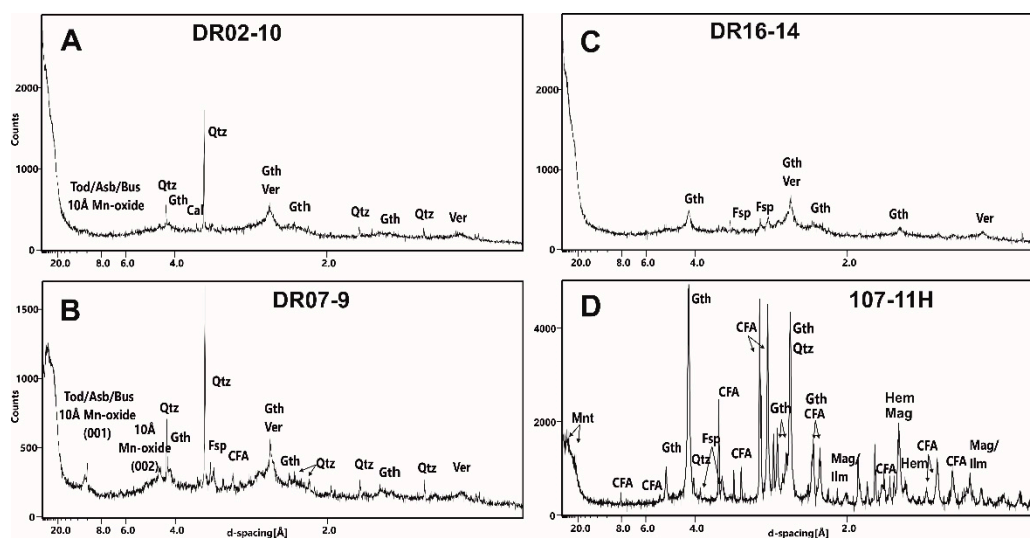 A
DR02-10
2000
Counts
1000
0
Qtz
Tod/Asb/Bus
10Å Mn-oxide
Qtz
Gth
Cal
Gth
Ver
Gth
Qtz
Gth
Qtz
Ver
20.0 8.0 6.0 4.0 2.0
B
DR07-9
1500
1000
Counts
500
0
Tod/Asb/Bus
10Å Mn-oxide
(001)
10Å
Mn-oxide
(002)
Qtz
Gth
Qtz
Fsp
CFA
Gth
Ver
Gth
Qtz
Qtz
Gth
Qtz
Ver
20.0 8.0 6.0 4.0 2.0
d-spacing[Å]
C
DR16-14
4000
Counts
2000
0
Gth
Fsp
Fsp
Gth
Ver
Gth
Gth
Ver
20.0 8.0 6.0 4.0 2.0
D
107-11H
4000
Counts
2000
0
Mnt
CFA
CFA
Gth
Gth
Qtz
Fsp
CFA
CFA
CFA
Gth
Gth
Qtz
Gth
CFA
Mag/
Ilm
CFA
Hem
Mag
Hem
CFA
CFA
Mag/
Ilm
20.0 8.0 6.0 4.0 2.0
d-spacing[Å]